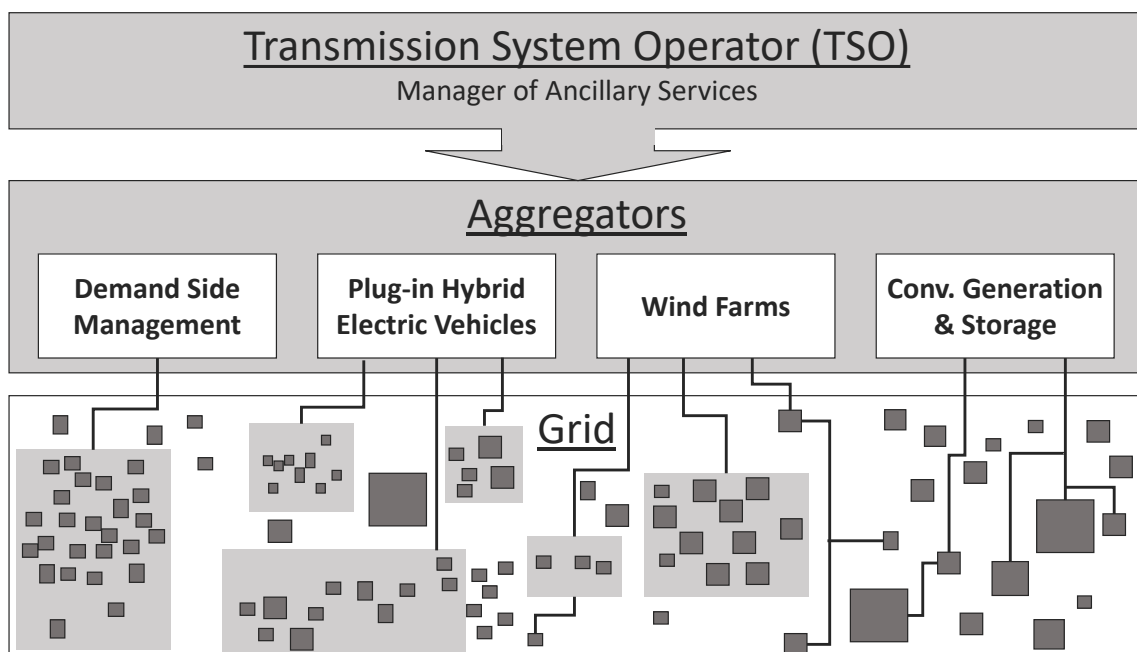 Transmission System Operator (TSO)
Manager of Ancillary Services
Aggregators
Demand Side
Management
Plug-in Hybrid
Electric Vehicles
Wind Farms
Conv. Generation
& Storage
Grid